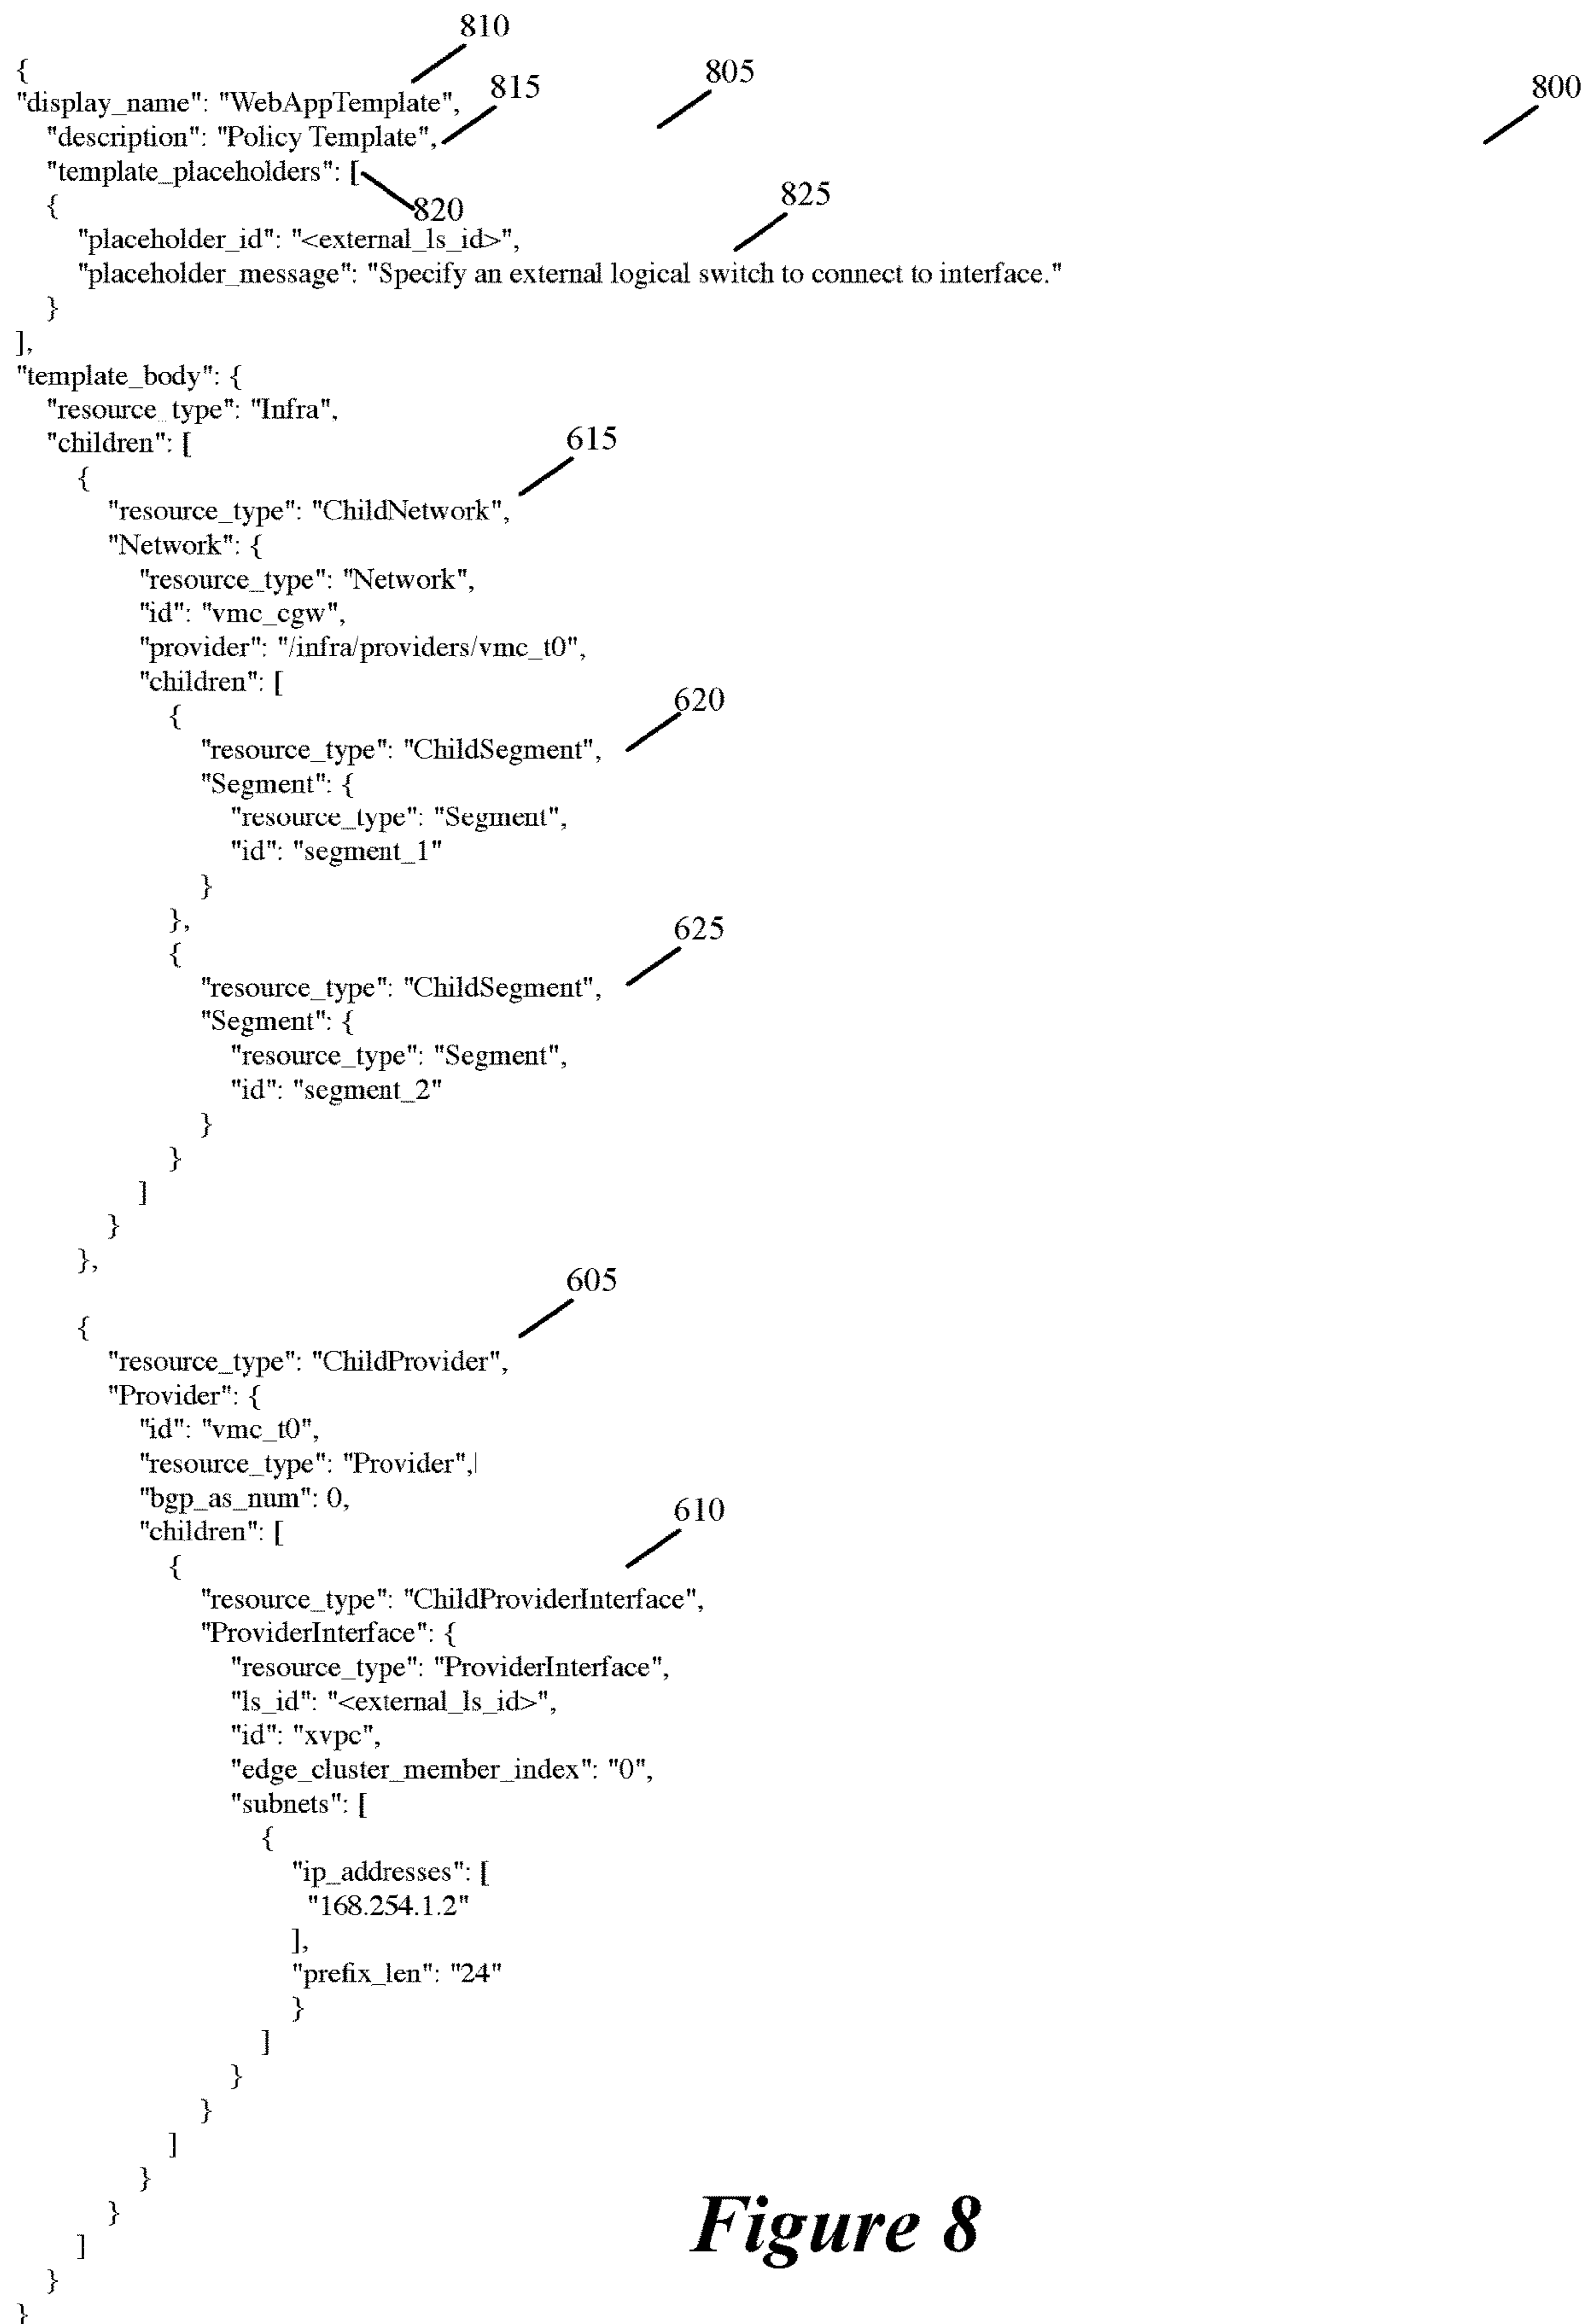 810
{
805
800
"display_name": "WebAppTemplate",
815
"description": "Policy Template",
"template_placeholders": [
{
820
825
"placeholder_id": "<external_ls_id>",
"placeholder_message": "Specify an external logical switch to connect to interface."
}
],
"template_body": {
"resource_type": "Infra",
"children": [
615
{
"resource_type": "ChildNetwork",
"Network": {
"resource_type": "Network",
"id": "vmc_cgw",
"provider": "/infra/providers/vmc_t0",
"children": [
620
{
"resource_type": "ChildSegment",
"Segment": {
"resource_type": "Segment",
"id": "segment_1"
}
},
625
{
"resource_type": "ChildSegment",
"Segment": {
"resource_type": "Segment",
"id": "segment_2"
}
}
]
}
},
605
{
"resource_type": "ChildProvider",
"Provider": {
"id": "vmc_t0",
"resource_type": "Provider",
"bgp_as_num": 0,
610
"children": [
{
"resource_type": "ChildProviderInterface",
"ProviderInterface": {
"resource_type": "ProviderInterface",
"ls_id": "<external_ls_id>",
"id": "xvpc",
"edge_cluster_member_index": "0",
"subnets": [
{
"ip_addresses": [
"168.254.1.2"
],
"prefix_len": "24"
}
]
}
}
]
}
}
]
}
}
Figure 8